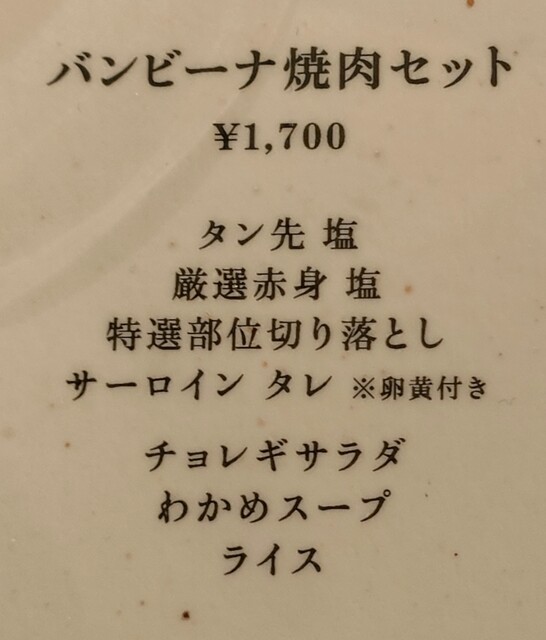 バンビーナ焼肉セット
¥1,700
タン先 塩
厳選赤身 塩
特選部位切り落とし
サーロイン タレ ※卵黄付き
チョレギサラダ
わかめスープ
ライス